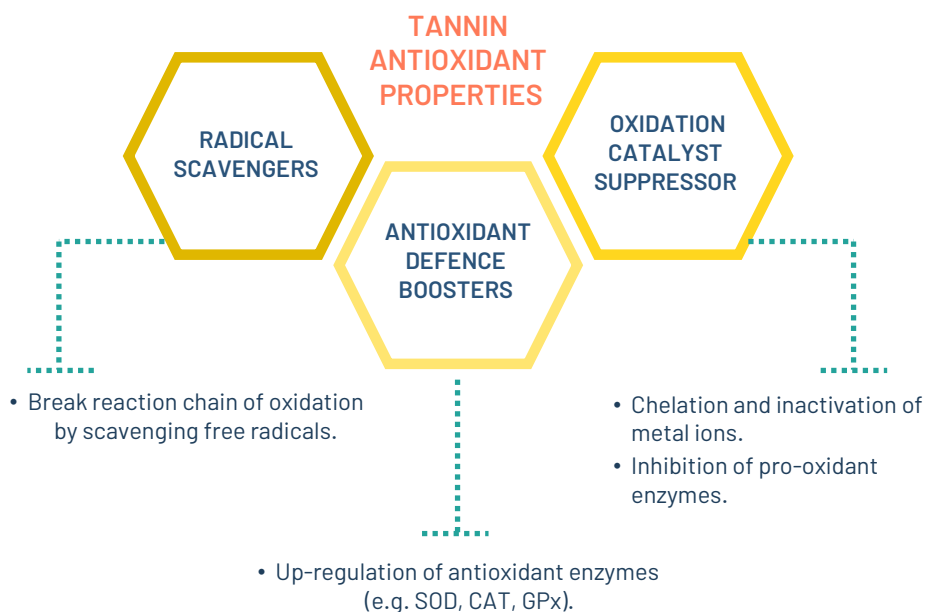 TANNIN
ANTIOXIDANT
PROPERTIES
RADICAL
SCAVENGERS
ANTIOXIDANT
DEFENCE
BOOSTERS
OXIDATION
CATALYST
SUPPRESSOR
• Break reaction chain of oxidation
by scavenging free radicals.
• Up-regulation of antioxidant enzymes
(e.g. SOD, CAT, GPx).
• Chelation and inactivation of
metal ions.
• Inhibition of pro-oxidant
enzymes.